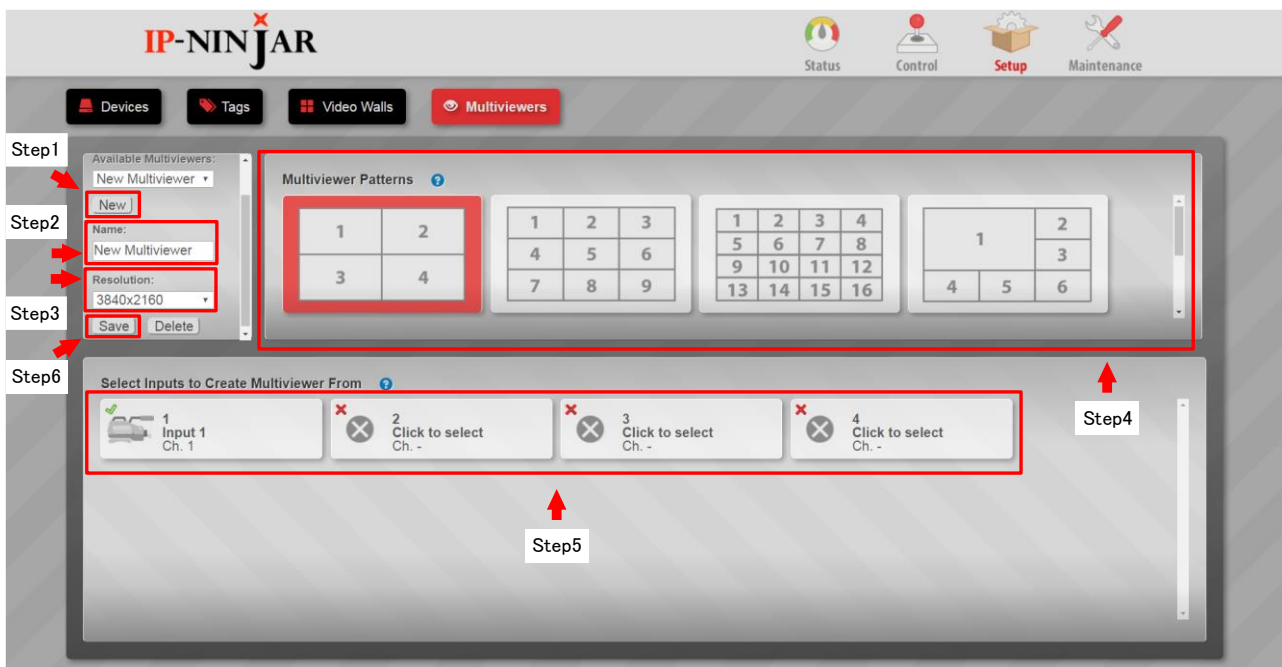 IP-NINJAR
Status
Control
Setup
Maintenance
Devices
Tags
Video Walls
Multiviewers
Step1
Available Multiviewers:
New Multiviewer
New
Step2
Name:
New Multiviewer
Resolution:
3840x2160
Step3
Save
Delete
Step6
Multiviewer Patterns ?
1 2
3 4
1 2 3
4 5 6
7 8 9
1 2 3 4
5 6 7 8
9 10 11 12
13 14 15 16
1 2
3
4 5 6
Step4
Select Inputs to Create Multiviewer From ?
1
Input 1
Ch. 1
2
Click to select
Ch. -
3
Click to select
Ch. -
4
Click to select
Ch. -
Step5